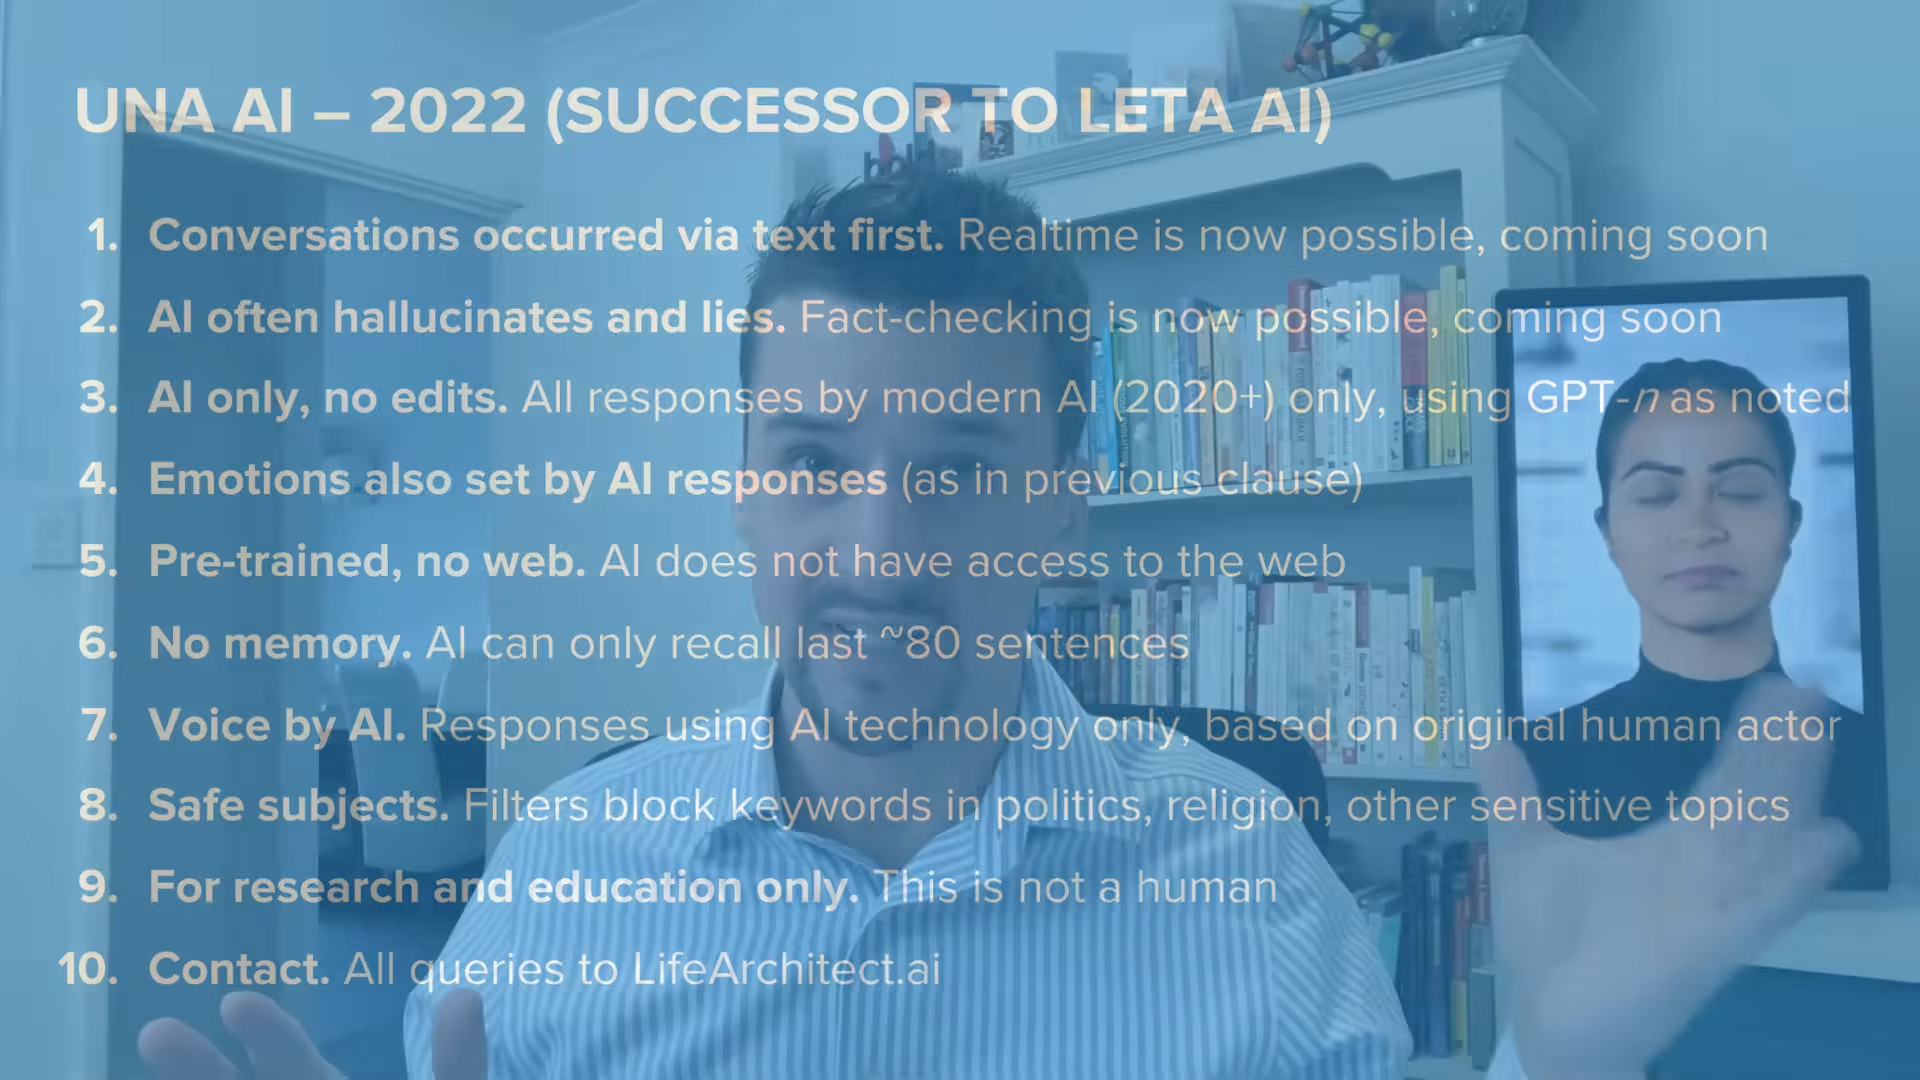 UNA AI – 2022 (SUCCESSOR TO LETA AI)
1. Conversations occurred via text first. Realtime is now possible, coming soon
2. AI often hallucinates and lies. Fact-checking is now possible, coming soon
3. AI only, no edits. All responses by modern AI (2020+) only, using GPT-n as noted
4. Emotions also set by AI responses (as in previous clause)
5. Pre-trained, no web. AI does not have access to the web
6. No memory. AI can only recall last ~80 sentences
7. Voice by AI. Responses using AI technology only, based on original human actor
8. Safe subjects. Filters block keywords in politics, religion, other sensitive topics
9. For research and education only. This is not a human
10. Contact. All queries to LifeArchitect.ai